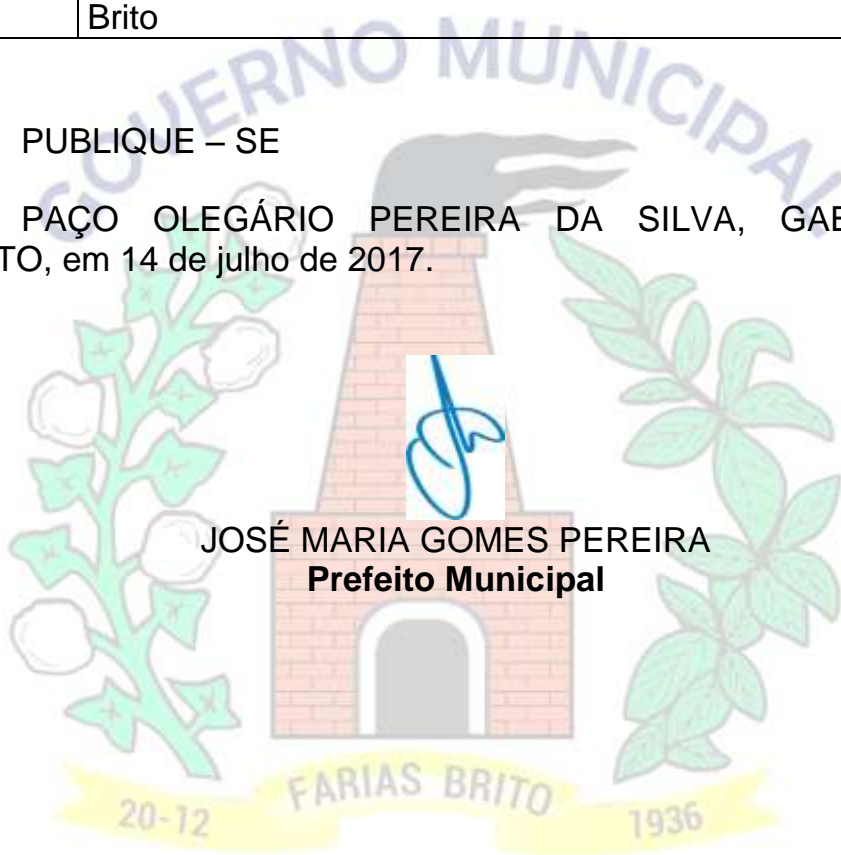 Brito
GOVERNO MUNICIPAL
PUBLIQUE – SE
PAÇO OLEGÁRIO PEREIRA DA SILVA, GAB
TO, em 14 de julho de 2017.
JOSÉ MARIA GOMES PEREIRA
Prefeito Municipal
FARIAS BRITO
20-12
1936